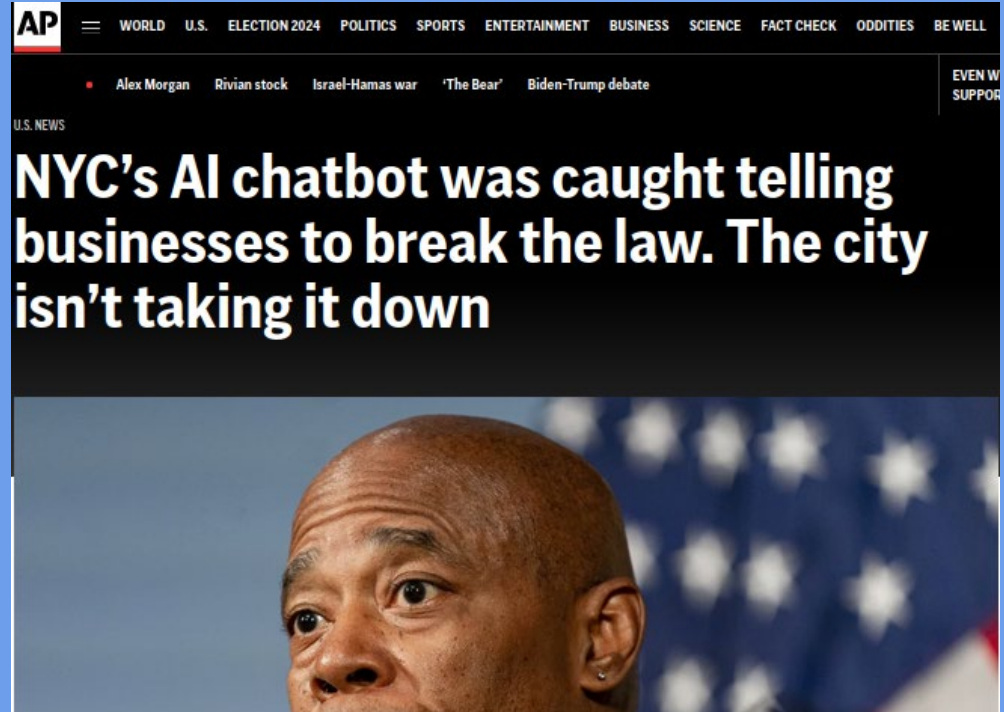 AP
WORLD U.S. ELECTION 2024 POLITICS SPORTS ENTERTAINMENT BUSINESS SCIENCE FACT CHECK ODDITIES BE WELL
Alex Morgan Rivian stock Israel-Hamas war ‘The Bear’ Biden-Trump debate
EVEN W
SUPPOR
U.S. NEWS
NYC’s AI chatbot was caught telling
businesses to break the law. The city
isn’t taking it down